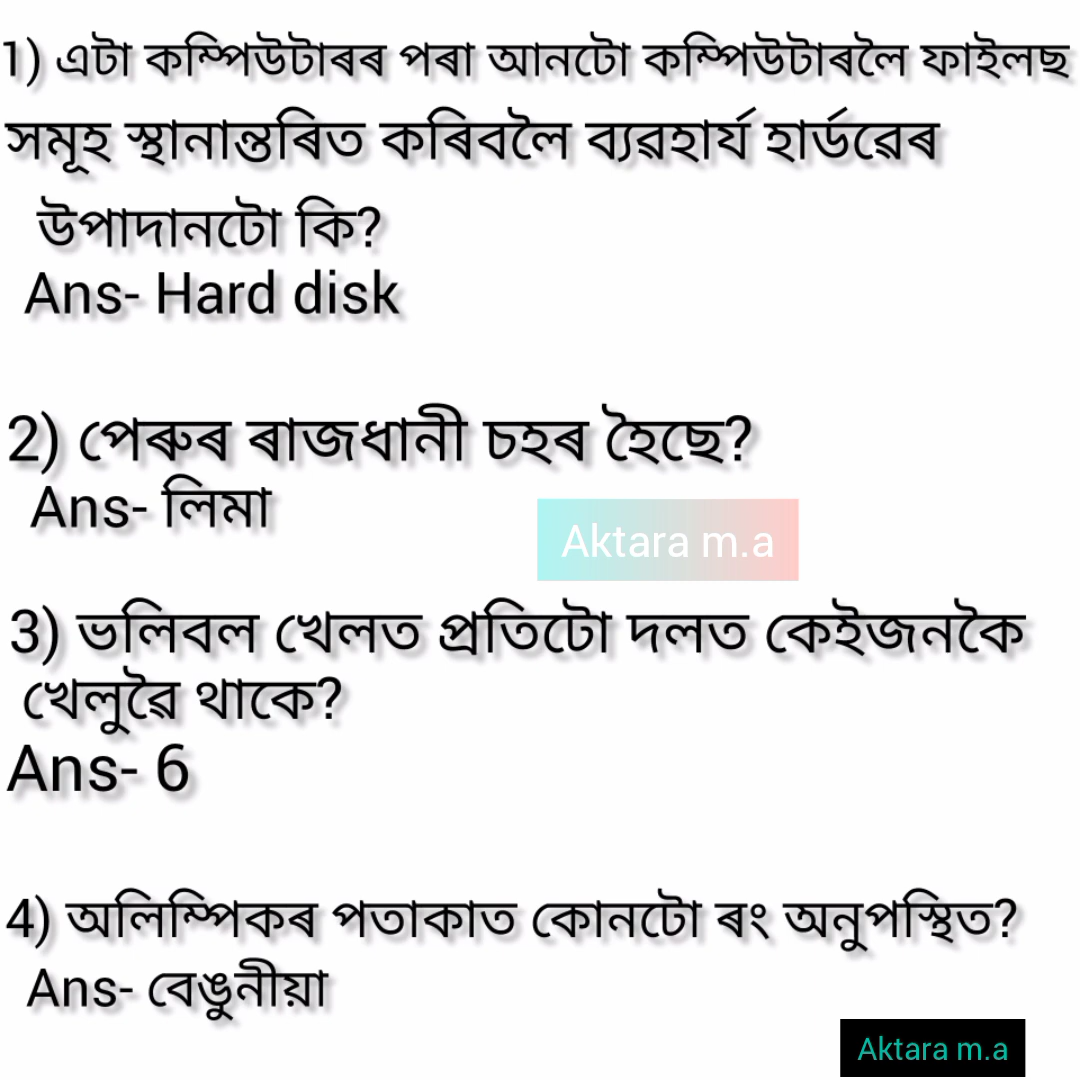 1) এটা কম্পিউটাৰৰ পৰা আনটো কম্পিউটাৰলৈ ফাইলছ
সমূহ স্থানান্তৰিত কৰিবলৈ ব্যৱহাৰ্য হাৰ্ডৱেৰৰ
উপাদানটো কি?
Ans- Hard disk
2) পেৰুৰ ৰাজধানী চহৰ হৈছে?
Ans- লিমা
Aktara m.a
3) ভলিবল খেলত প্ৰতিটো দলত কেইজনকৈ
খেলুৱৈ থাকে?
Ans- 6
4) অলিম্পিকৰ পতাকাত কোনটো ৰং অনুপস্থিত?
Ans- বেঙুনীয়া
Aktara m.a